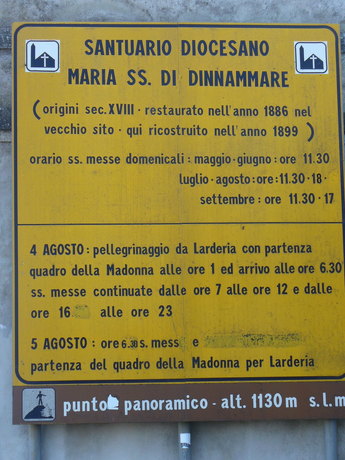 SANTUARIO DIOCESANO
MARIA SS. DI DINNAMMARE
( origini sec. XVIII - restaurato nell'anno 1886 nel
vecchio sito - qui ricostruito nell'anno 1899 )
orario ss. messe domenicali : maggio - giugno : ore 11.30
luglio - agosto : ore : 11.30 - 18 -
settembre : ore 11.30 - 17
4 AGOSTO : pellegrinaggio da Larderia con partenza
quadro della Madonna alle ore 1 ed arrivo alle ore 6.30
ss. messe continuate dalle ore 7 alle ore 12 e dalle
ore 16 alle ore 23
5 AGOSTO : ore 6.30 s. mess e
partenza del quadro della Madonna per Larderia
punto panoramico - alt. 1130 m s.l.m